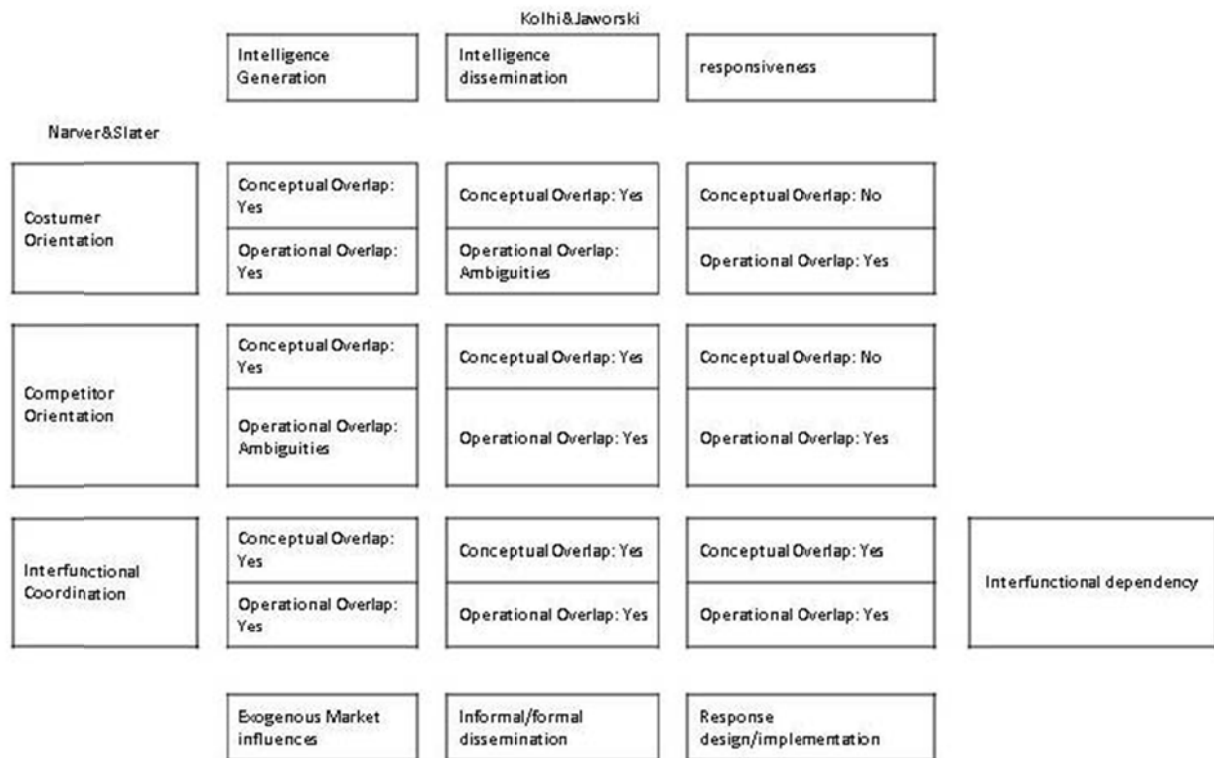 Kolhi&Jaworski
Intelligence
Generation
Intelligence
dissemination
responsiveness
Narver&Slater
Costumer
Orientation
Conceptual Overlap:
Yes
Operational Overlap:
Yes
Conceptual Overlap: Yes
Operational Overlap:
Ambiguities
Conceptual Overlap: No
Operational Overlap: Yes
Competitor
Orientation
Conceptual Overlap:
Yes
Operational Overlap:
Ambiguities
Conceptual Overlap: Yes
Operational Overlap: Yes
Conceptual Overlap: No
Operational Overlap: Yes
Interfunctional
Coordination
Conceptual Overlap:
Yes
Operational Overlap:
Yes
Conceptual Overlap: Yes
Operational Overlap: Yes
Conceptual Overlap: Yes
Operational Overlap: Yes
Interfunctional dependency
Exogenous Market
influences
Informal/formal
dissemination
Response
design/implementation